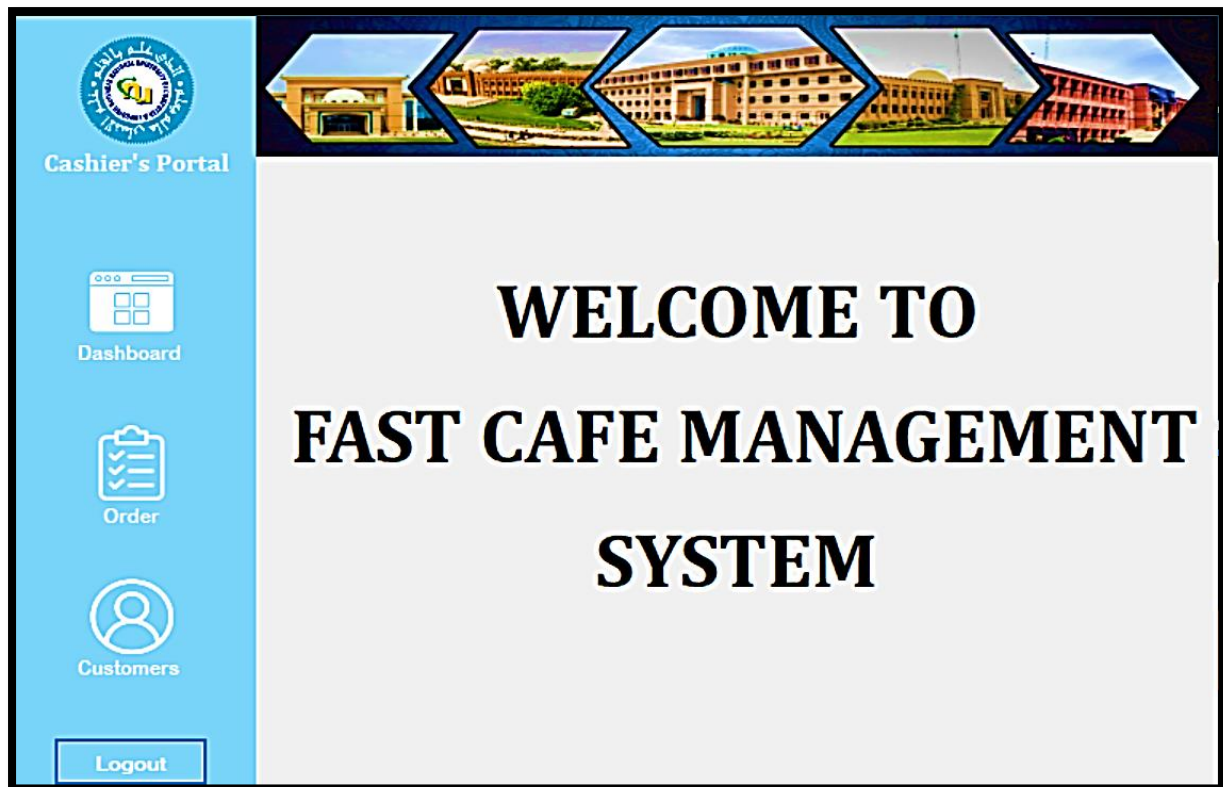 Cashier's Portal
Dashboard
Order
Customers
Logout
WELCOME TO
FAST CAFE MANAGEMENT
SYSTEM